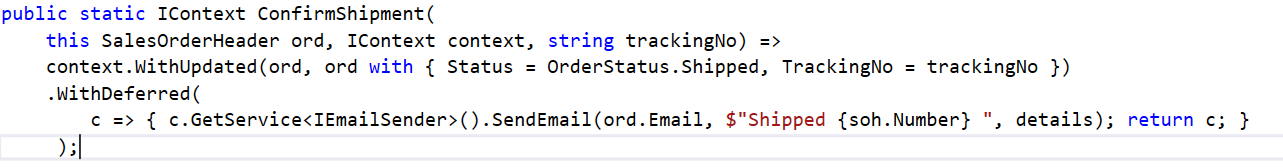 public static IContext ConfirmShipment(
    this SalesOrderHeader ord, IContext context, string trackingNo) =>
    context.WithUpdated(ord, ord with { Status = OrderStatus.Shipped, TrackingNo = trackingNo })
    .WithDeferred(
        c => { c.GetService<IEmailSender>().SendEmail(ord.Email, $"Shipped {soh.Number} ", details); return c; }
     );